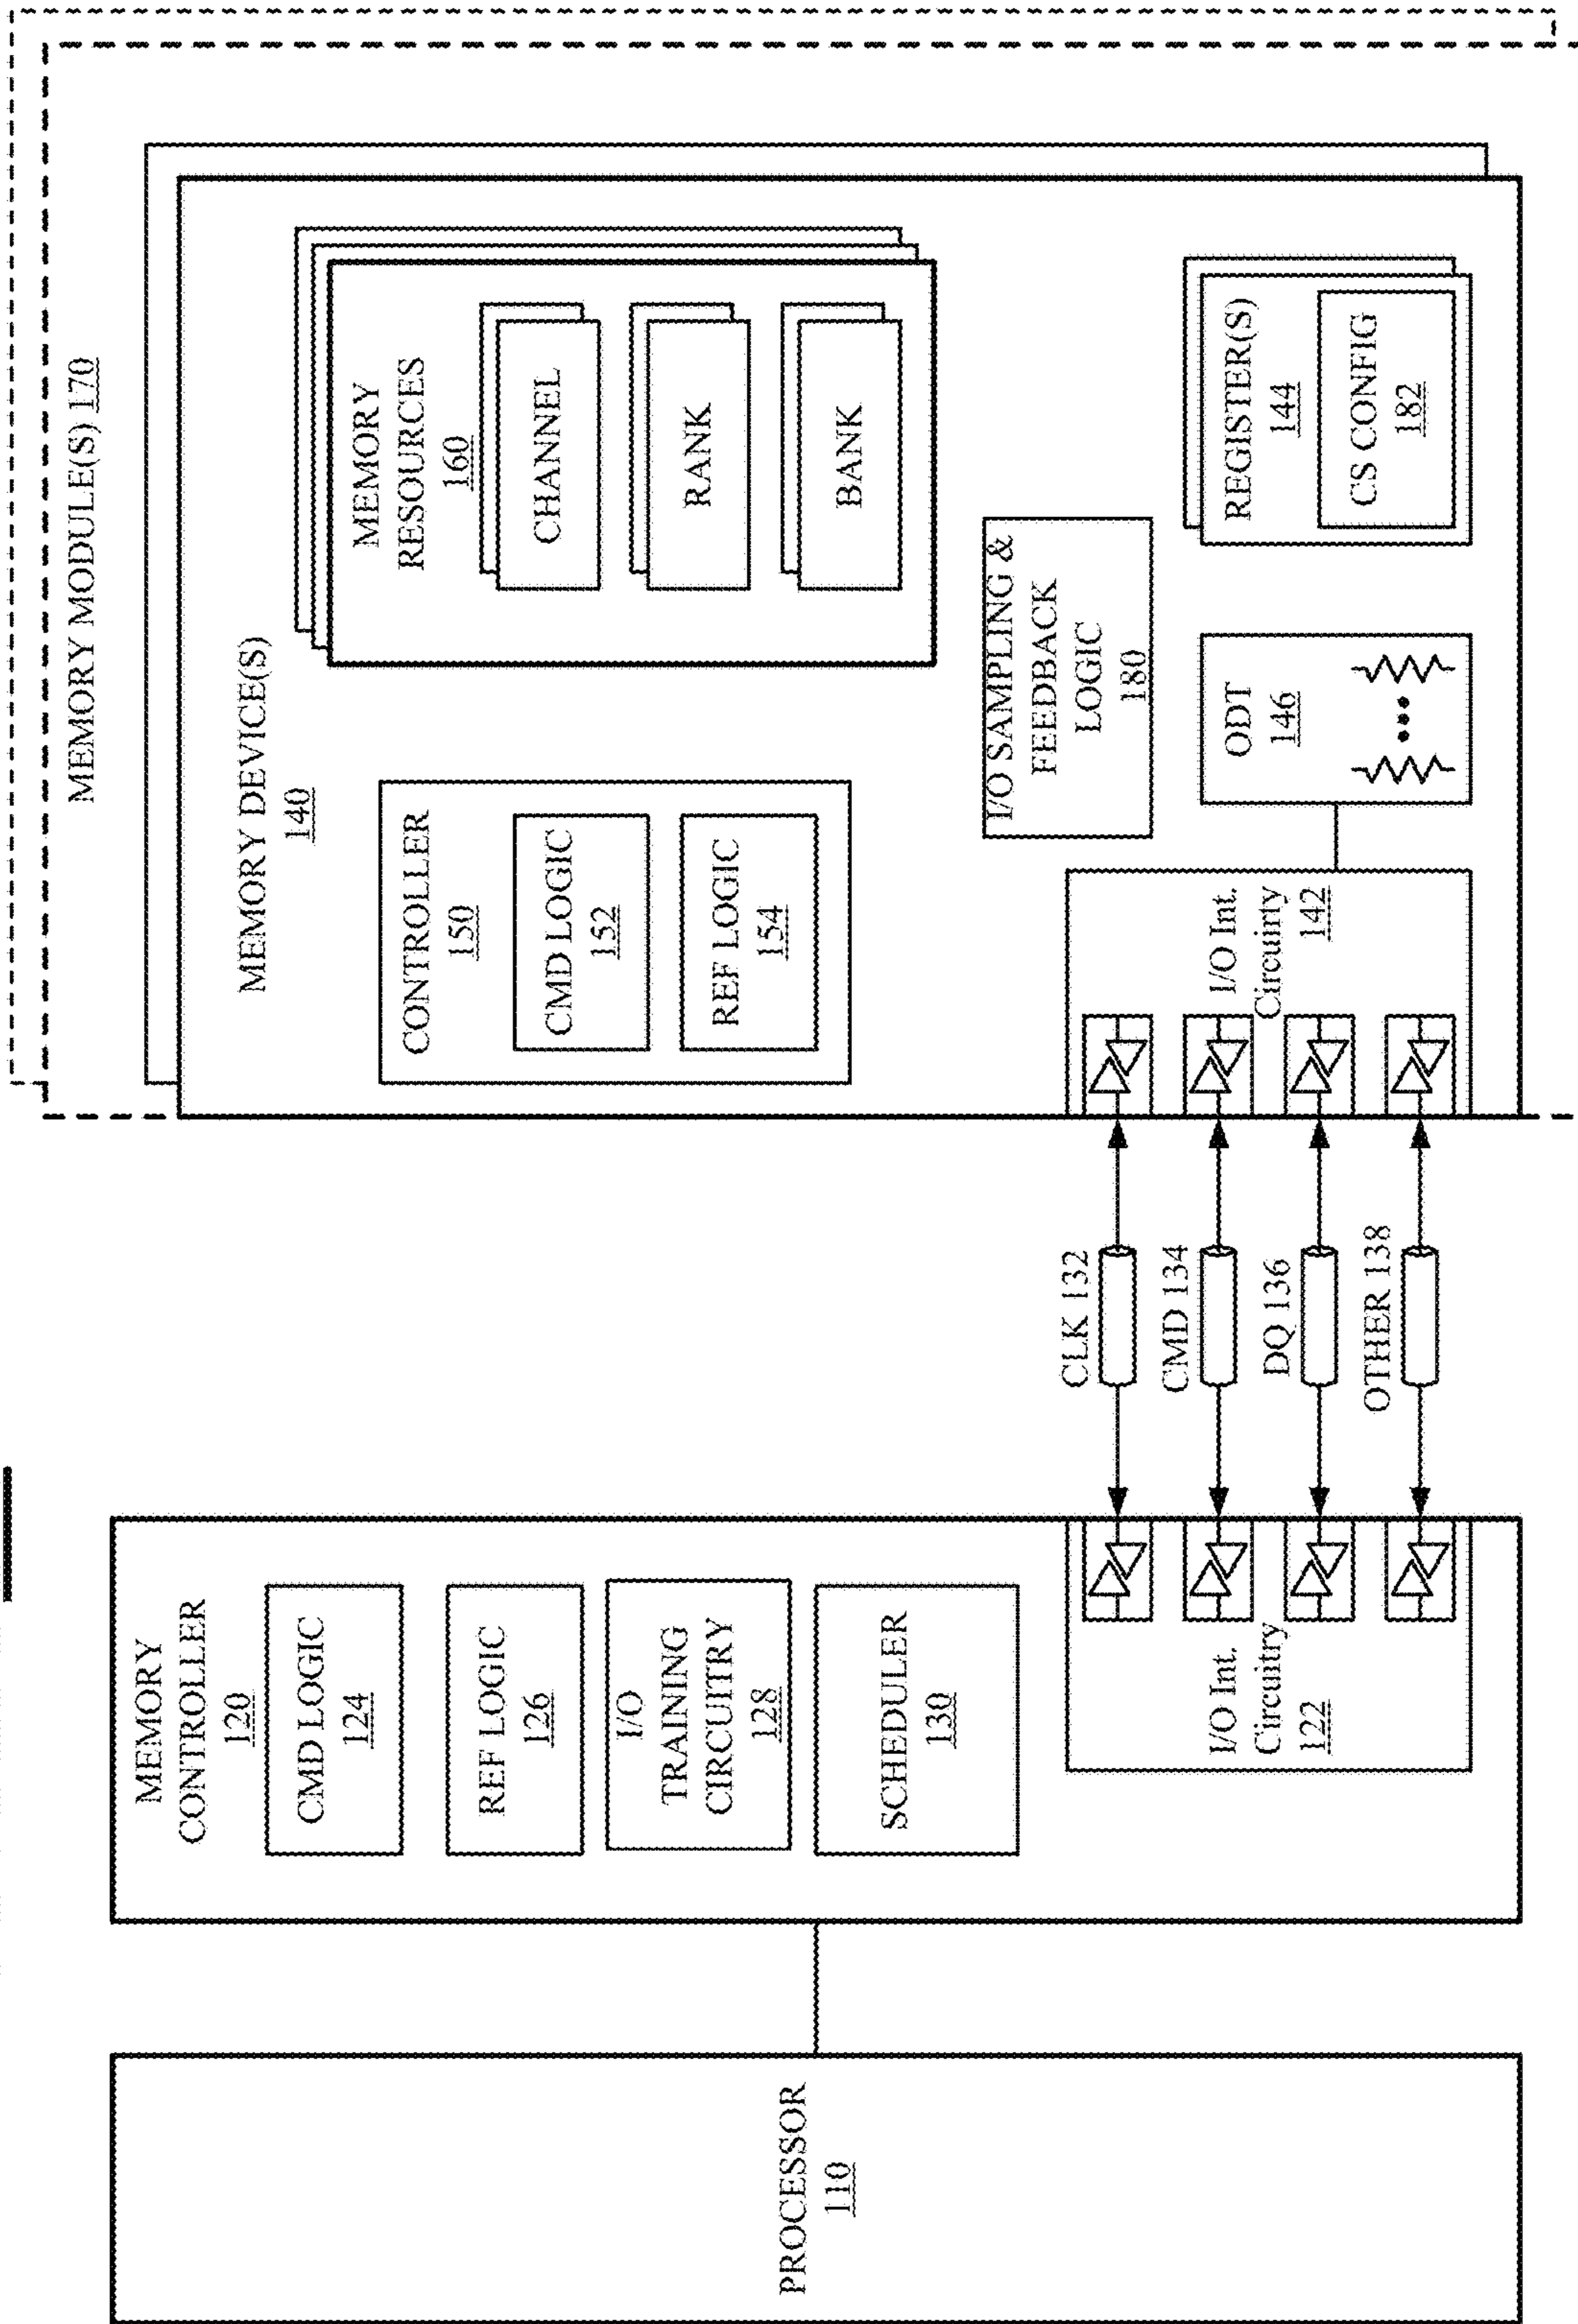 PROCESSOR
110
MEMORY
CONTROLLER
120
CMD LOGIC
124
REF LOGIC
126
I/O
TRAINING
CIRCUITRY
128
SCHEDULER
130
I/O Int.
Circuitry
122
CLK 132
CMD 134
DQ 136
OTHER 138
MEMORY MODULE(S) 170
MEMORY DEVICE(S)
140
CONTROLLER
150
CMD LOGIC
152
REF LOGIC
154
MEMORY
RESOURCES
160
CHANNEL
RANK
BANK
I/O SAMPLING &
FEEDBACK
LOGIC
180
I/O Int.
Circuirty
142
ODT
146
REGISTER(S)
144
CS CONFIG
182